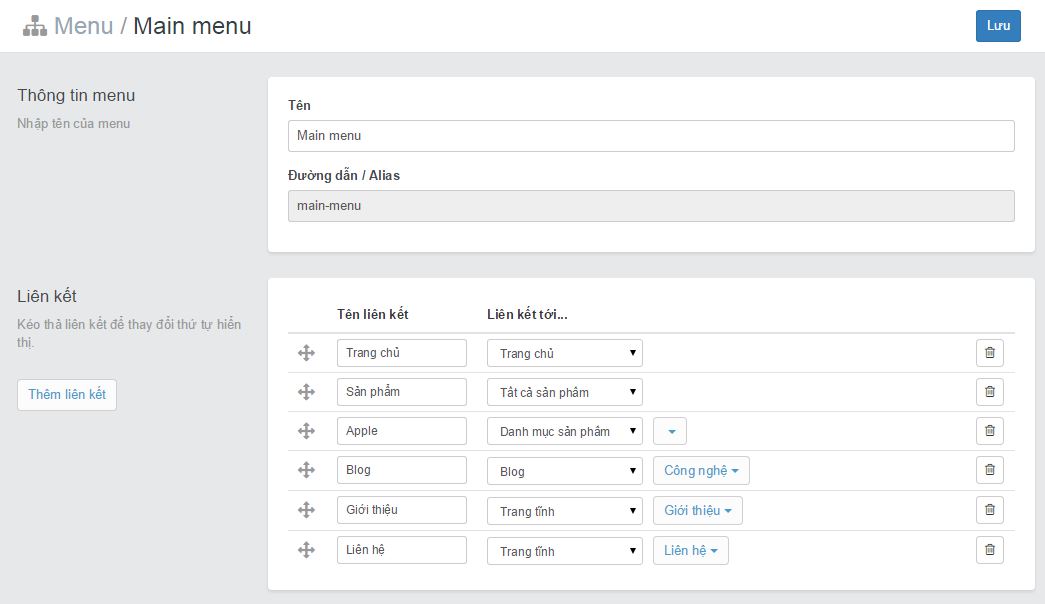 Menu / Main menu
Lưu
Thông tin menu
Nhập tên của menu
Tên
Main menu
Đường dẫn / Alias
main-menu
Liên kết
Kéo thả liên kết để thay đổi thứ tự hiển
thị.
Thêm liên kết
Tên liên kết Liên kết tới...
Trang chủ Trang chủ
Sản phẩm Tất cả sản phẩm
Apple Danh mục sản phẩm
Blog Blog Công nghệ
Giới thiệu Trang tĩnh Giới thiệu
Liên hệ Trang tĩnh Liên hệ